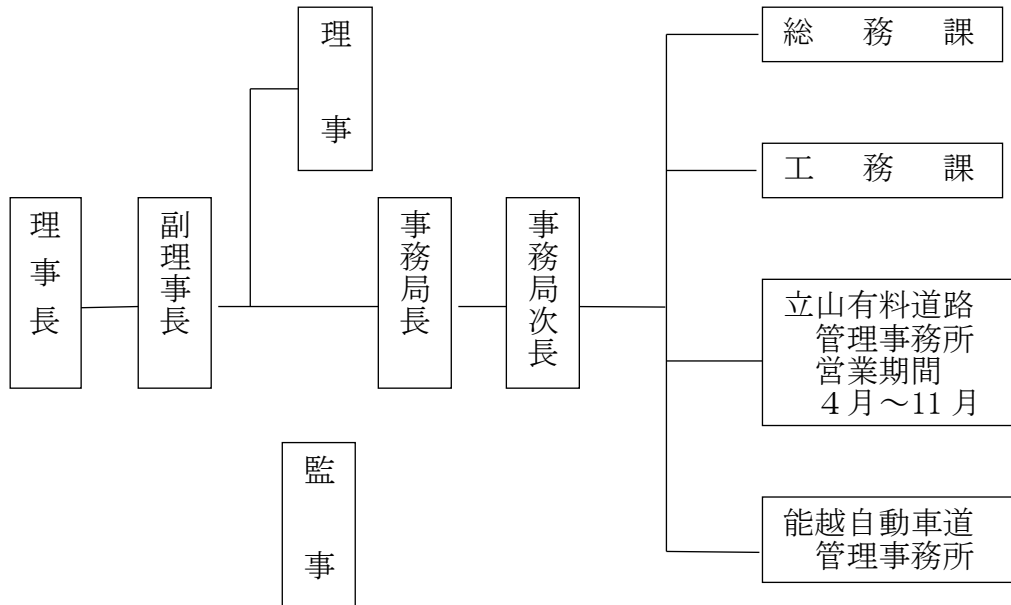 理事長
副理事長
理事
監事
事務局長
事務局次長
総務課
工務課
立山有料道路
管理事務所
営業期間
４月～11月
能越自動車道
管理事務所